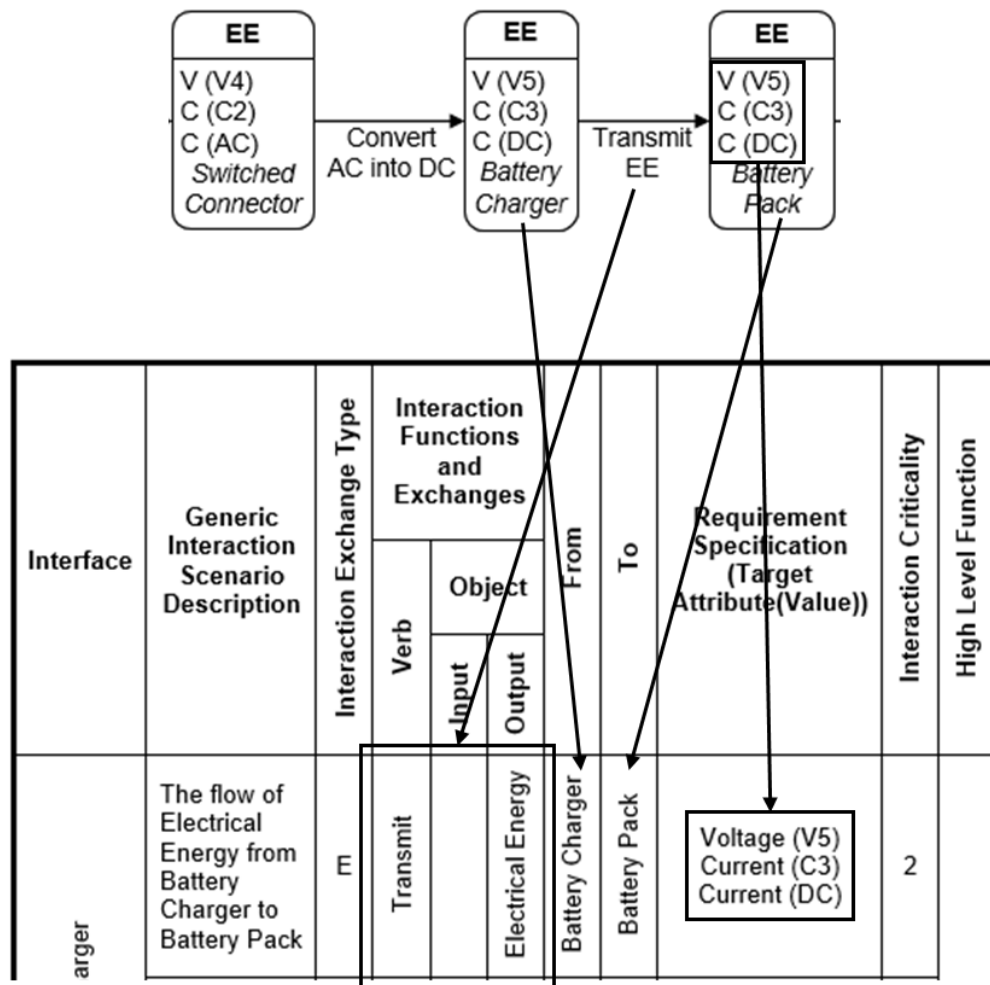 EE
V (V4)
C (C2)
C (AC)
Switched
Connector
Convert
AC into DC
EE
V (V5)
C (C3)
C (DC)
Battery
Charger
Transmit
EE
EE
V (V5)
C (C3)
C (DC)
Battery
Pack
Interface
Generic
Interaction
Scenario
Description
Interaction Exchange Type
Interaction
Functions
and
Exchanges
Verb
Object
Input
Output
From
To
Requirement
Specification
(Target
Attribute(Value))
Interaction Criticality
High Level Function
arger
The flow of
Electrical
Energy from
Battery
Charger to
Battery Pack
E
Transmit
Electrical Energy
Battery Charger
Battery Pack
Voltage (V5)
Current (C3)
Current (DC)
2